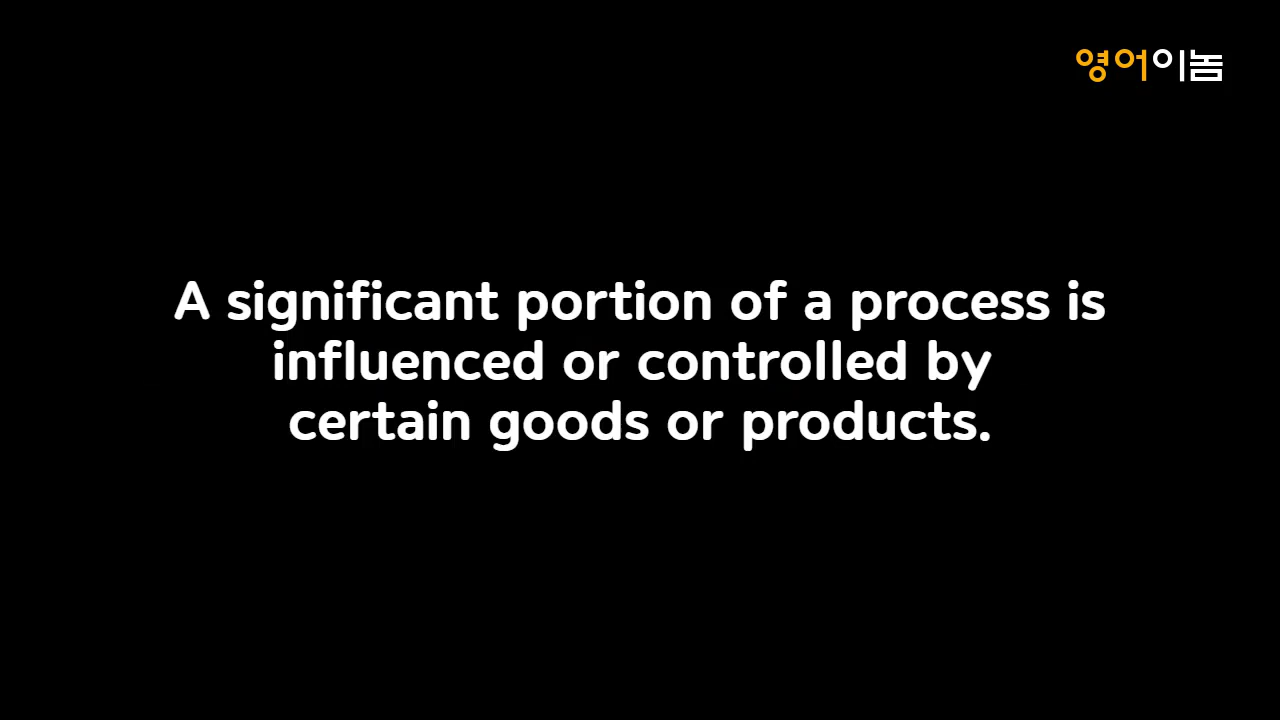 영어이놈
A significant portion of a process is
influenced or controlled by
certain goods or products.